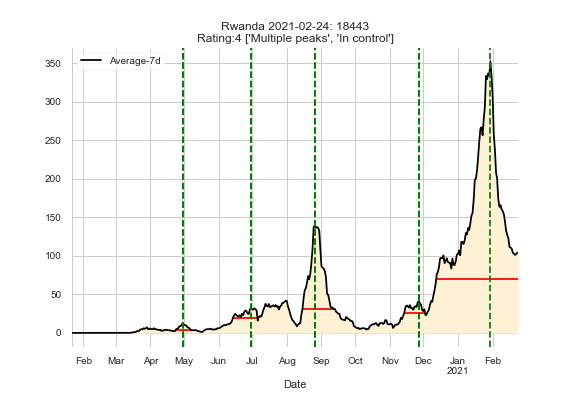 Rwanda 2021-02-24: 18443
Rating:4 ['Multiple peaks', 'In control']
Average-7d
350
300
250
200
150
100
50
0
Feb Mar Apr May Jun Jul Aug Sep Oct Nov Dec Jan Feb
2021
Date